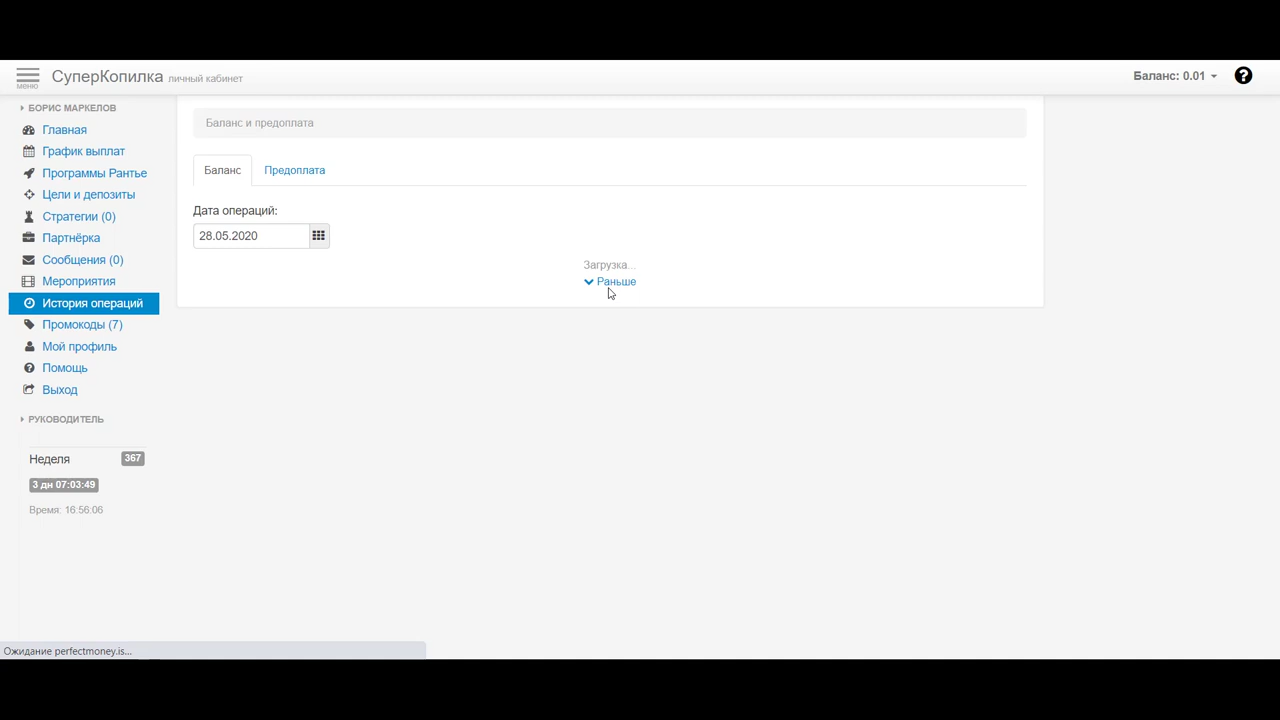 СуперКопилка личный кабинет
Баланс: 0.01
?
меню
БОРИС МАРКЕЛОВ
Главная
График выплат
Программы Рантье
Цели и депозиты
Стратегии (0)
Партнёрка
Сообщения (0)
Мероприятия
История операций
Промокоды (7)
Мой профиль
Помощь
Выход
РУКОВОДИТЕЛЬ
Неделя 367
3 дн 07:03:49
Время: 16:56:06
Баланс и предоплата
Баланс Предоплата
Дата операций:
28.05.2020
Загрузка...
Раньше
Ожидание perfectmoney.is...